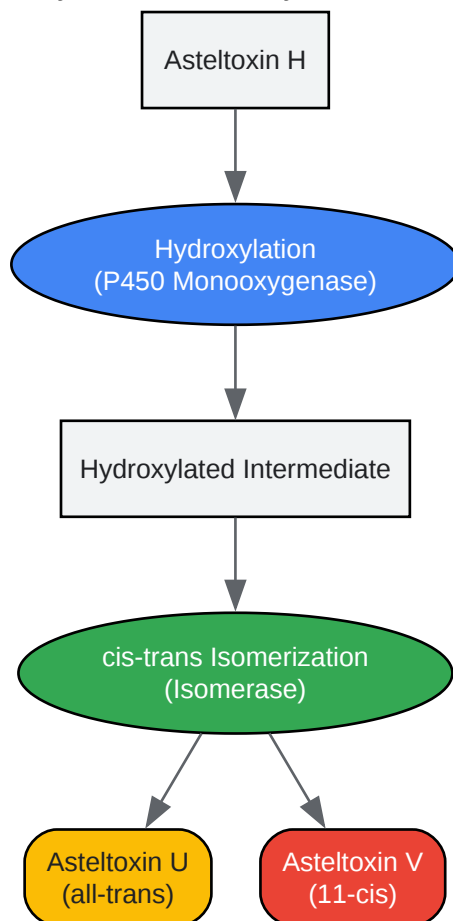 Asteltoxin H
Hydroxylation
(P450 Monooxygenase)
Hydroxylated Intermediate
cis-trans Isomerization
(Isomerase)
Asteltoxin U
(all-trans)
Asteltoxin V
(11-cis)